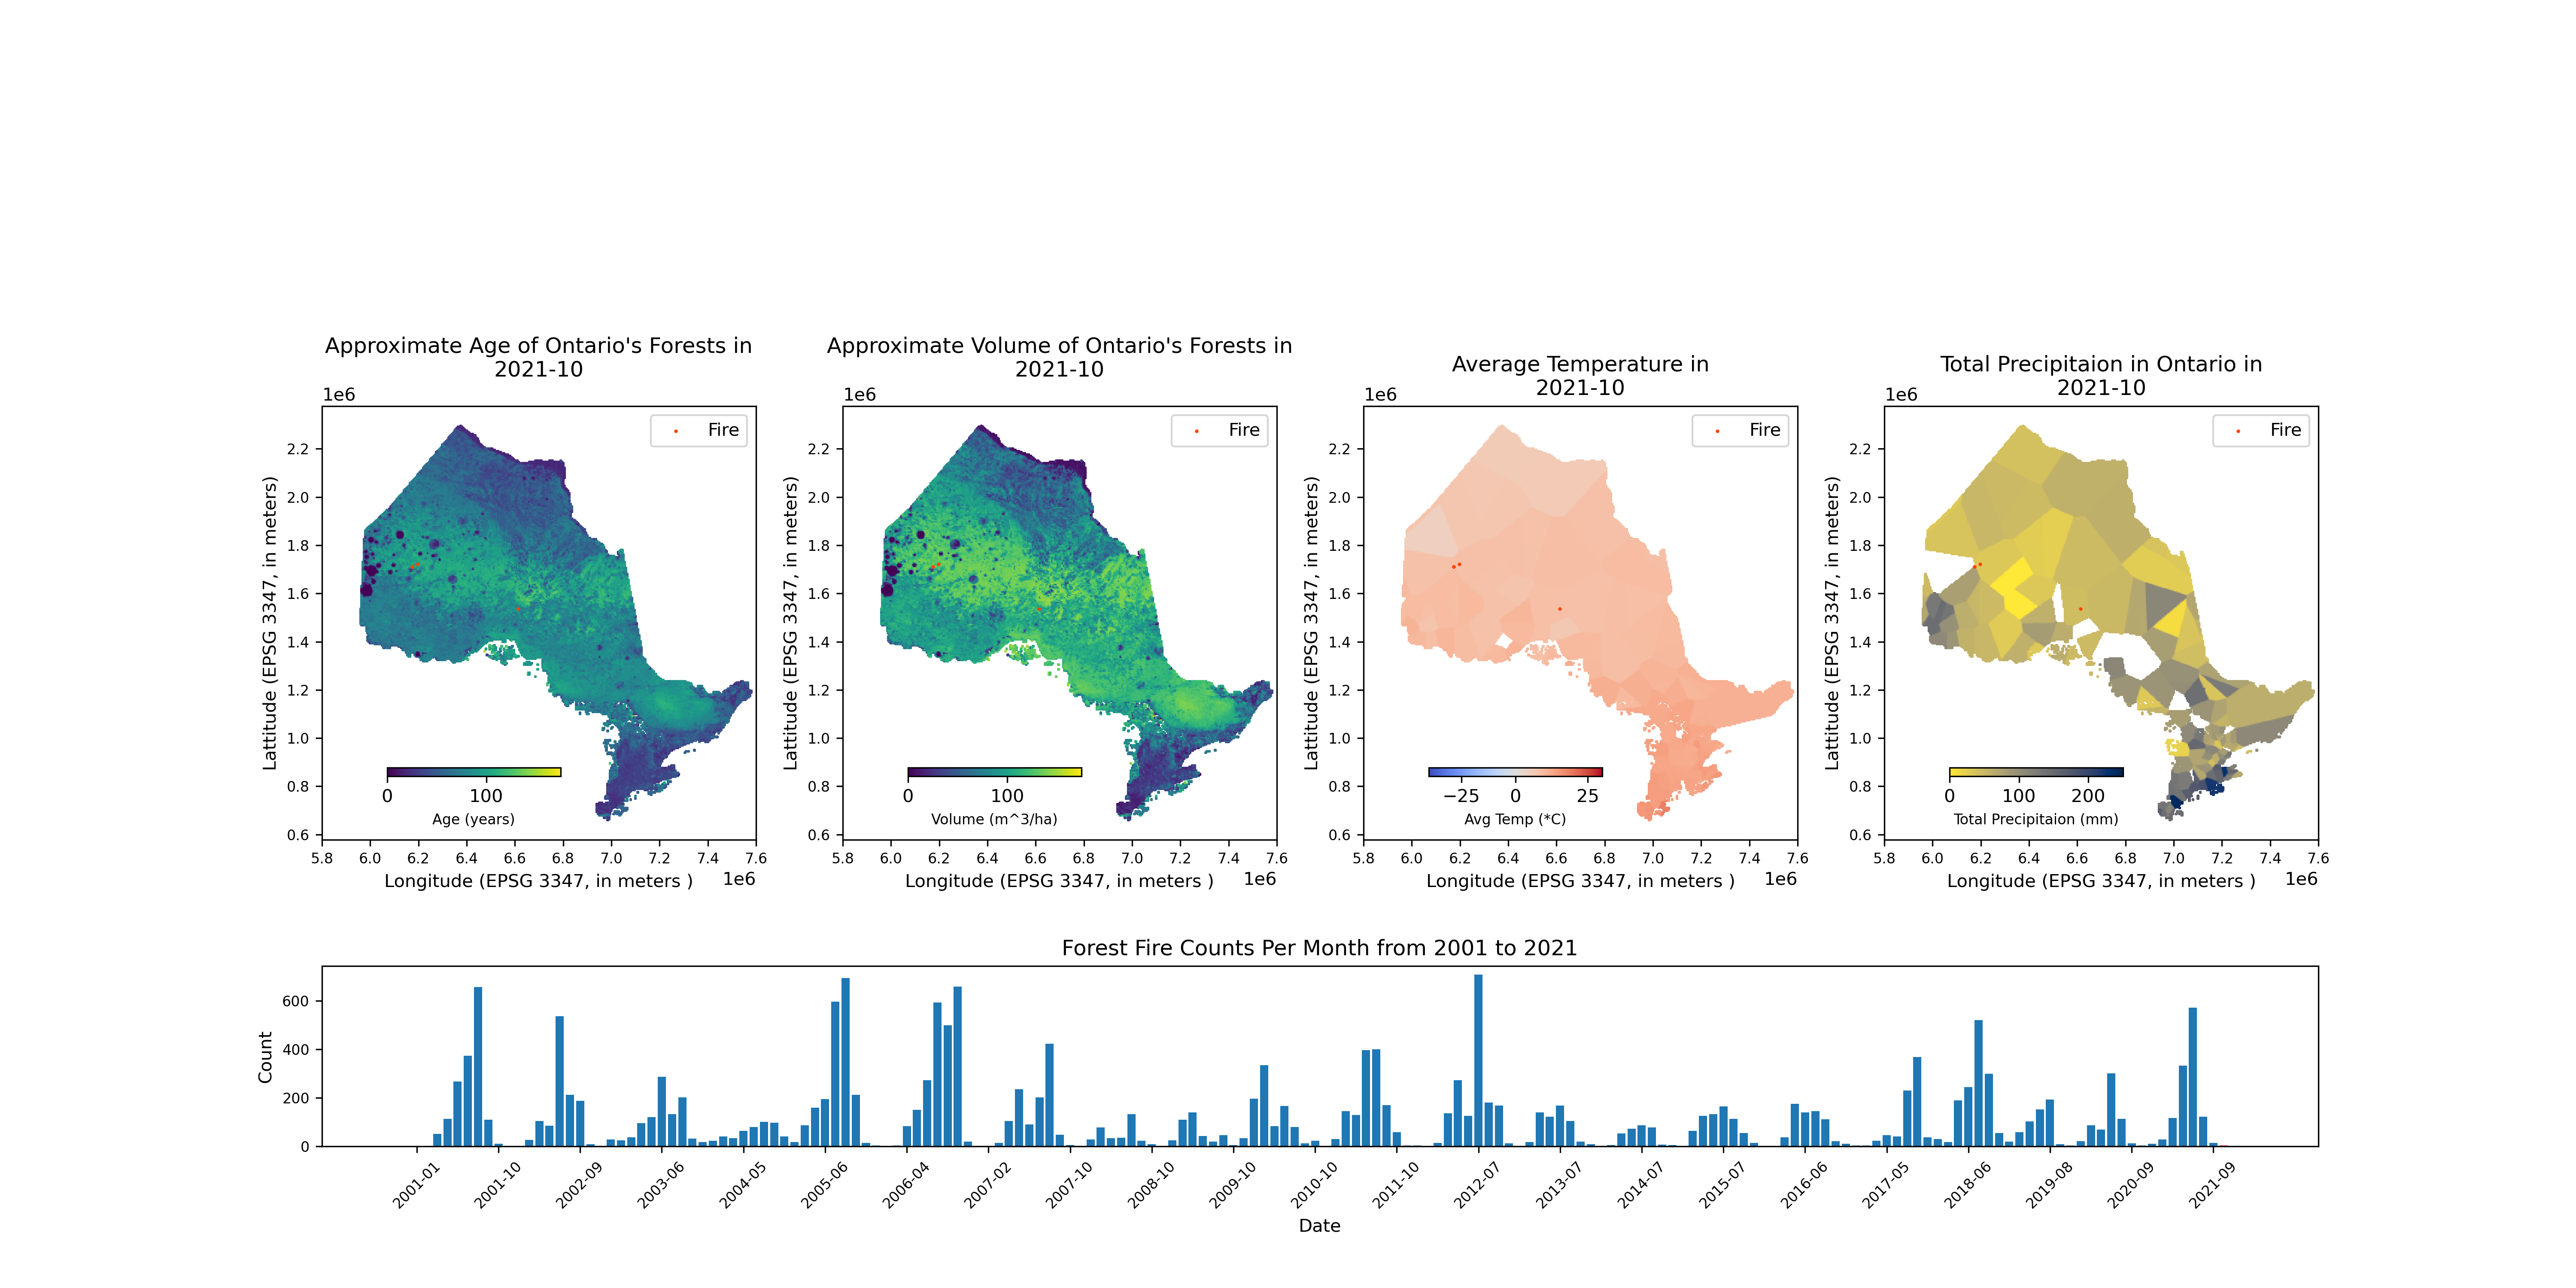 Approximate Age of Ontario's Forests in
2021-10
1e6
Fire
2.2
2.0
1.8
1.6
1.4
1.2
1.0
0.8
0.6
Lattitude (EPSG 3347, in meters)
0 100
Age (years)
5.8 6.0 6.2 6.4 6.6 6.8 7.0 7.2 7.4 7.6
Longitude (EPSG 3347, in meters )
1e6
Approximate Volume of Ontario's Forests in
2021-10
1e6
Fire
2.2
2.0
1.8
1.6
1.4
1.2
1.0
0.8
0.6
Lattitude (EPSG 3347, in meters)
0 100
Volume (m^3/ha)
5.8 6.0 6.2 6.4 6.6 6.8 7.0 7.2 7.4 7.6
Longitude (EPSG 3347, in meters )
1e6
Average Temperature in
2021-10
1e6
Fire
2.2
2.0
1.8
1.6
1.4
1.2
1.0
0.8
0.6
Lattitude (EPSG 3347, in meters)
−25 0 25
Avg Temp (*C)
5.8 6.0 6.2 6.4 6.6 6.8 7.0 7.2 7.4 7.6
Longitude (EPSG 3347, in meters )
1e6
Total Precipitaion in Ontario in
2021-10
1e6
Fire
2.2
2.0
1.8
1.6
1.4
1.2
1.0
0.8
0.6
Lattitude (EPSG 3347, in meters)
0 100 200
Total Precipitaion (mm)
5.8 6.0 6.2 6.4 6.6 6.8 7.0 7.2 7.4 7.6
Longitude (EPSG 3347, in meters )
1e6
Forest Fire Counts Per Month from 2001 to 2021
600
400
200
0
Count
2001-01 2001-10 2002-09 2003-06 2004-05 2005-06 2006-04 2007-02 2007-10 2008-10 2009-10 2010-10 2011-10 2012-07 2013-07 2014-07 2015-07 2016-06 2017-05 2018-06 2019-08 2020-09 2021-09
Date